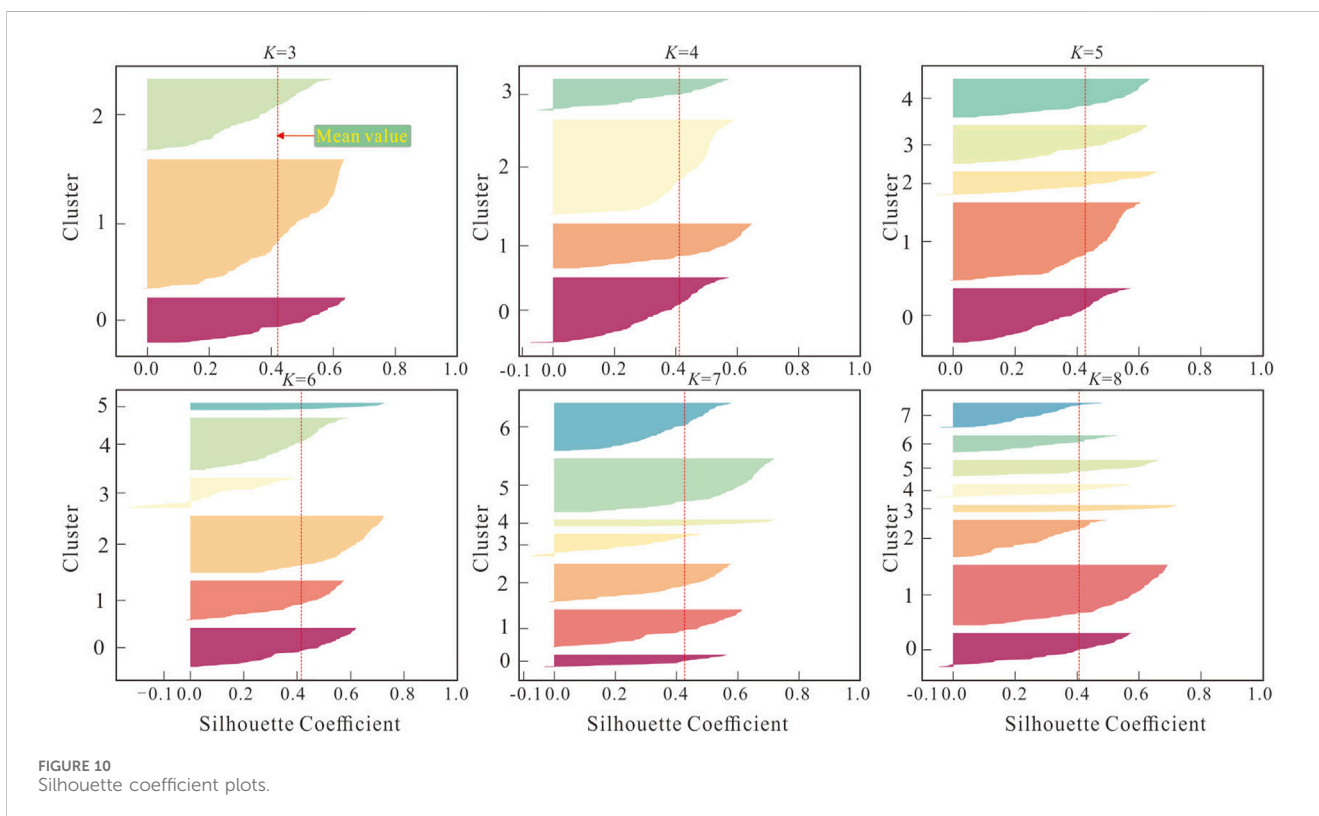 K=3
K=4
K=5
2
1
0
Cluster
Mean value
0.0 0.2 0.4 0.6 0.8 1.0
3
2
1
0
Cluster
-0.1 0.0 0.2 0.4 0.6 0.8 1.0
4
3
2
1
0
Cluster
0.0 0.2 0.4 0.6 0.8 1.0
K=6
K=7
K=8
5
4
3
2
1
0
Cluster
-0.1 0.0 0.2 0.4 0.6 0.8 1.0
Silhouette Coefficient
6
5
4
3
2
1
0
Cluster
-0.1 0.0 0.2 0.4 0.6 0.8 1.0
Silhouette Coefficient
7
6
5
4
3
2
1
0
Cluster
-0.1 0.0 0.2 0.4 0.6 0.8 1.0
Silhouette Coefficient
FIGURE 10
Silhouette coefficient plots.